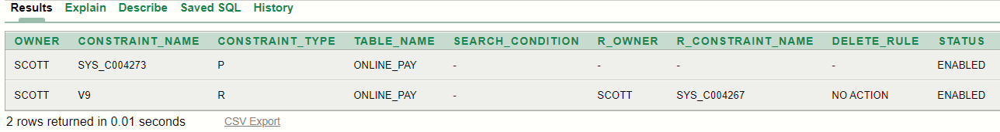 Results Explain Describe Saved SQL History
OWNER CONSTRAINT_NAME CONSTRAINT_TYPE TABLE_NAME SEARCH_CONDITION R_OWNER R_CONSTRAINT_NAME DELETE_RULE STATUS
SCOTT SYS_C004273 P ONLINE_PAY - - - - ENABLED
SCOTT V9 R ONLINE_PAY - SCOTT SYS_C004267 NO ACTION ENABLED
2 rows returned in 0.01 seconds CSV Export